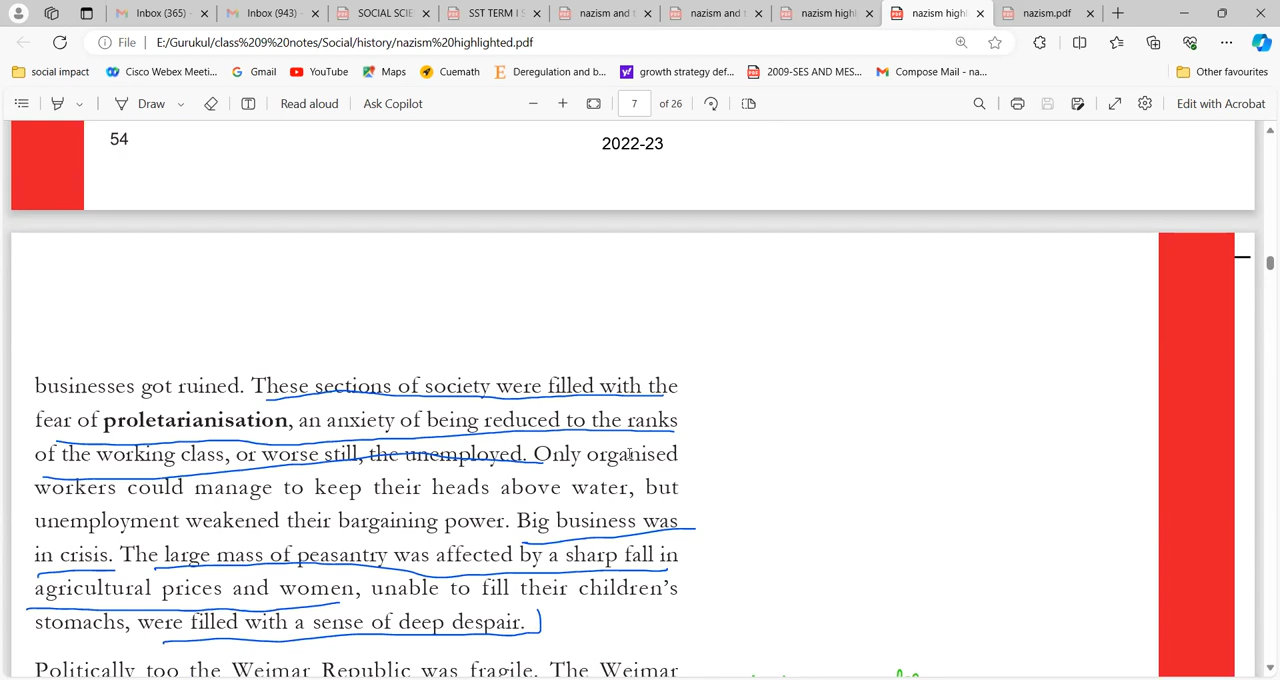 Inbox (365)
Inbox (943)
SOCIAL SCIE
SST TERM I S
nazism and t
nazism and t
nazism highl
nazism highl
nazism.pdf
File
E:/Gurukul/class%209%20notes/Social/history/nazism%20highlighted.pdf
social impact
Cisco Webex Meeti...
Gmail
YouTube
Maps
Cuemath
Deregulation and b...
growth strategy def...
2009-SES AND MES...
Compose Mail - na...
Other favourites
Draw
Read aloud
Ask Copilot
7
of 26
Edit with Acrobat
54
2022-23
businesses got ruined. These sections of society were filled with the
fear of proletarianisation, an anxiety of being reduced to the ranks
of the working class, or worse still, the unemployed. Only organised
workers could manage to keep their heads above water, but
unemployment weakened their bargaining power. Big business was
in crisis. The large mass of peasantry was affected by a sharp fall in
agricultural prices and women, unable to fill their children's
stomachs, were filled with a sense of deep despair.
Politically too the Weimar Republic was fragile. The Weimar